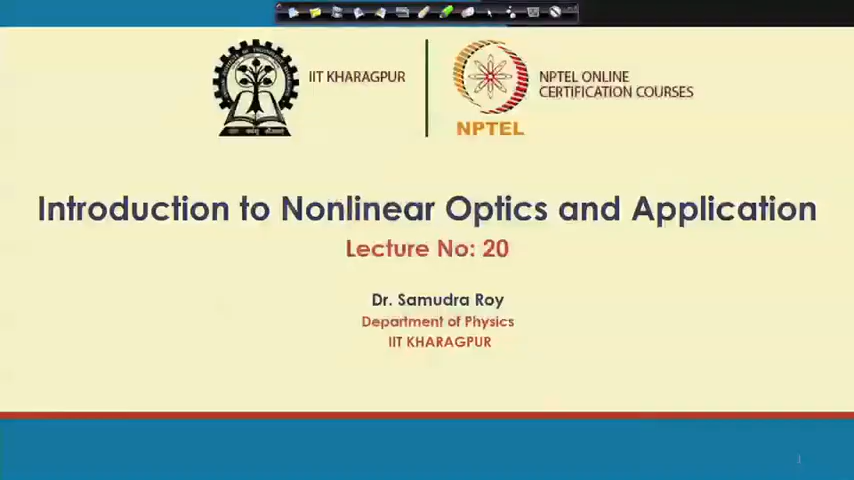 IIT KHARAGPUR
NPTEL ONLINE
CERTIFICATION COURSES
NPTEL
Introduction to Nonlinear Optics and Application
Lecture No: 20
Dr. Samudra Roy
Department of Physics
IIT KHARAGPUR
1